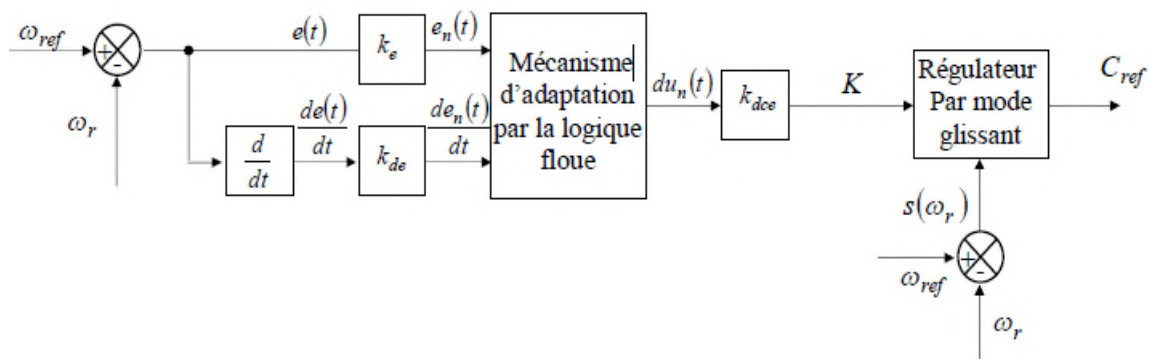 ω_ref
+
-
ω_r
e(t)
k_e
e_n(t)
d/dt
de(t)/dt
k_de
de_n(t)/dt
Mécanisme
d'adaptation
par la logique
floue
du_n(t)
k_dce
K
Régulateur
Par mode
glissant
C_ref
s(ω_r)
+
-
ω_ref
ω_r